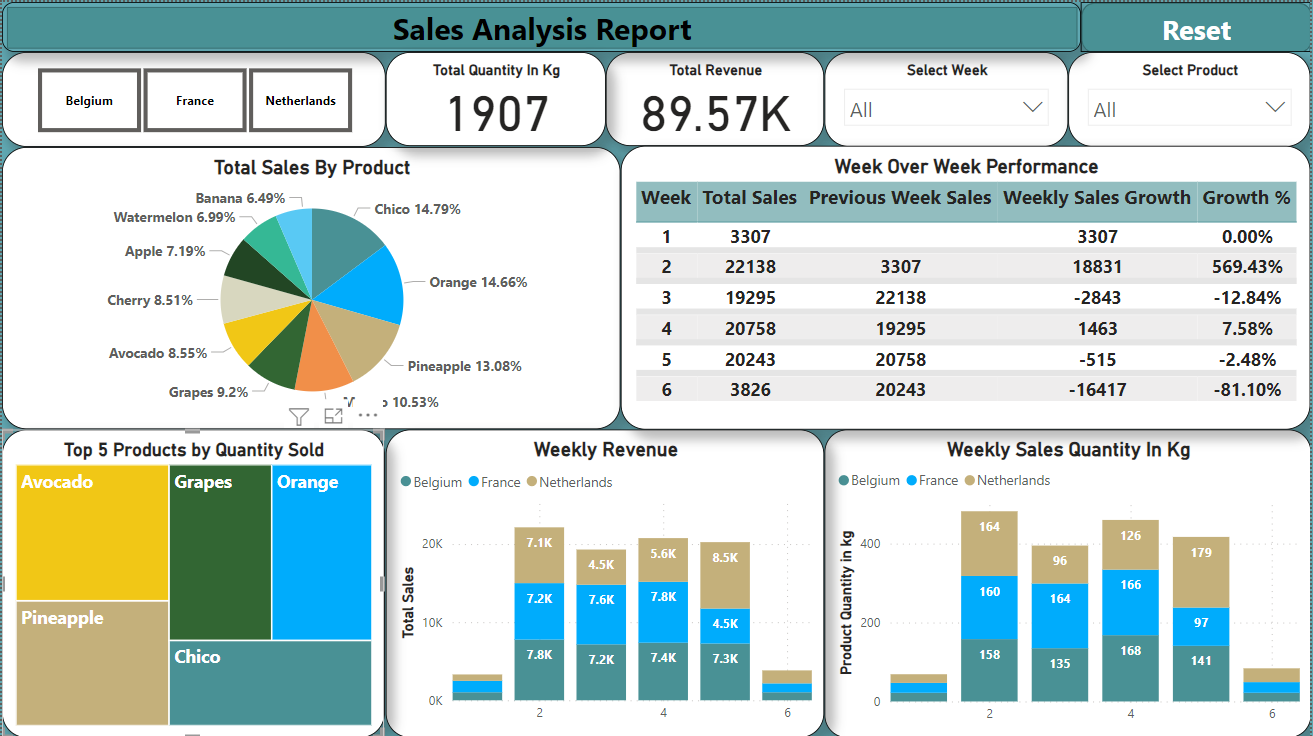 Sales Analysis Report
Reset
Belgium
France
Netherlands
Total Quantity In Kg
1907
Total Revenue
89.57K
Select Week
All
Select Product
All
Total Sales By Product
Banana 6.49%
Watermelon 6.99%
Apple 7.19%
Cherry 8.51%
Avocado 8.55%
Grapes 9.2%
Chico 14.79%
Orange 14.66%
Pineapple 13.08%
10.53%
Week Over Week Performance
Week Total Sales Previous Week Sales Weekly Sales Growth Growth %
1 3307 3307 0.00%
2 22138 3307 18831 569.43%
3 19295 22138 -2843 -12.84%
4 20758 19295 1463 7.58%
5 20243 20758 -515 -2.48%
6 3826 20243 -16417 -81.10%
Top 5 Products by Quantity Sold
Avocado
Grapes
Orange
Pineapple
Chico
Weekly Revenue
Belgium France Netherlands
Total Sales
20K
10K
0K
7.1K
7.2K
7.8K
4.5K
7.6K
7.2K
5.6K
7.8K
7.4K
8.5K
4.5K
7.3K
2 4 6
Weekly Sales Quantity In Kg
Belgium France Netherlands
Product Quantity in kg
400
200
0
164
160
158
96
164
135
126
166
168
179
97
141
2 4 6